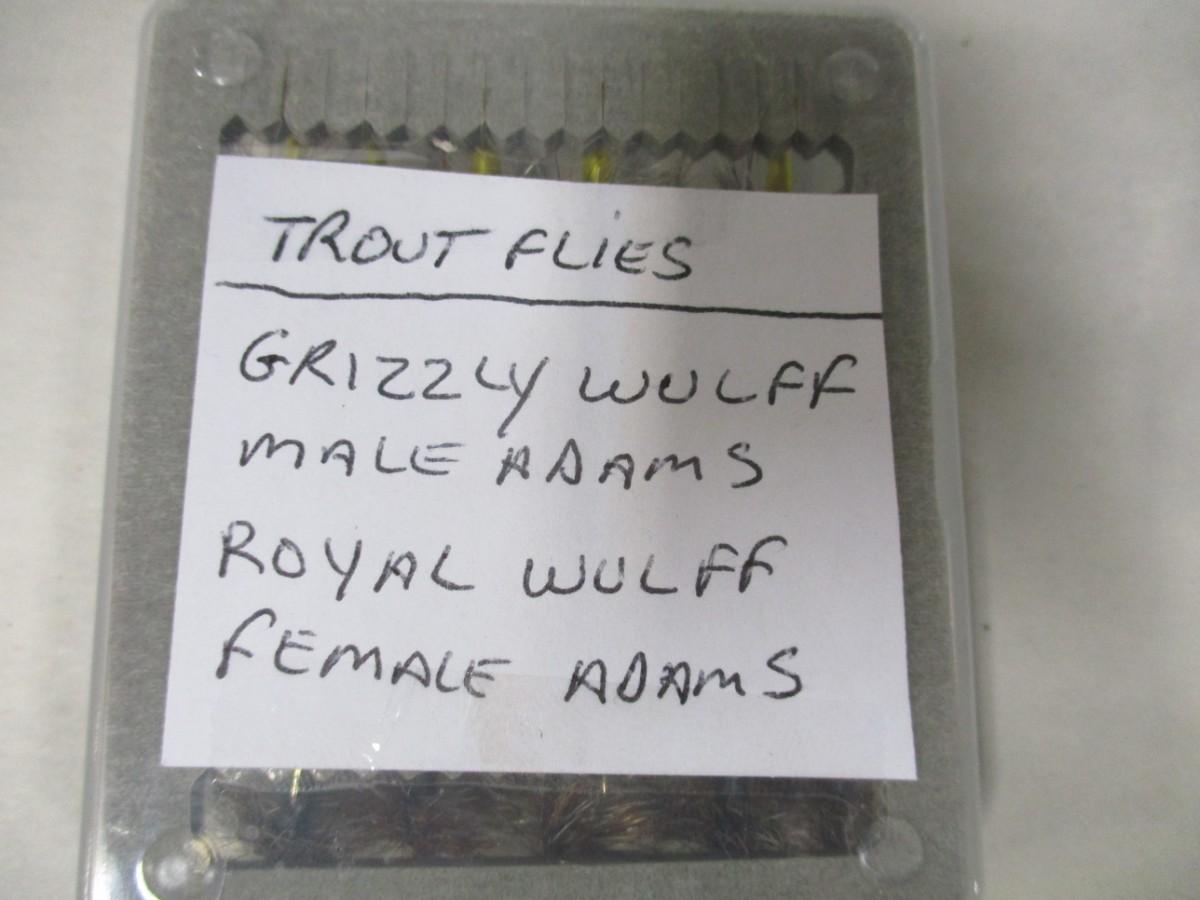 TROUT FLIES
GRIZZLY WULFF
MALE ADAMS
ROYAL WULFF
FEMALE ADAMS